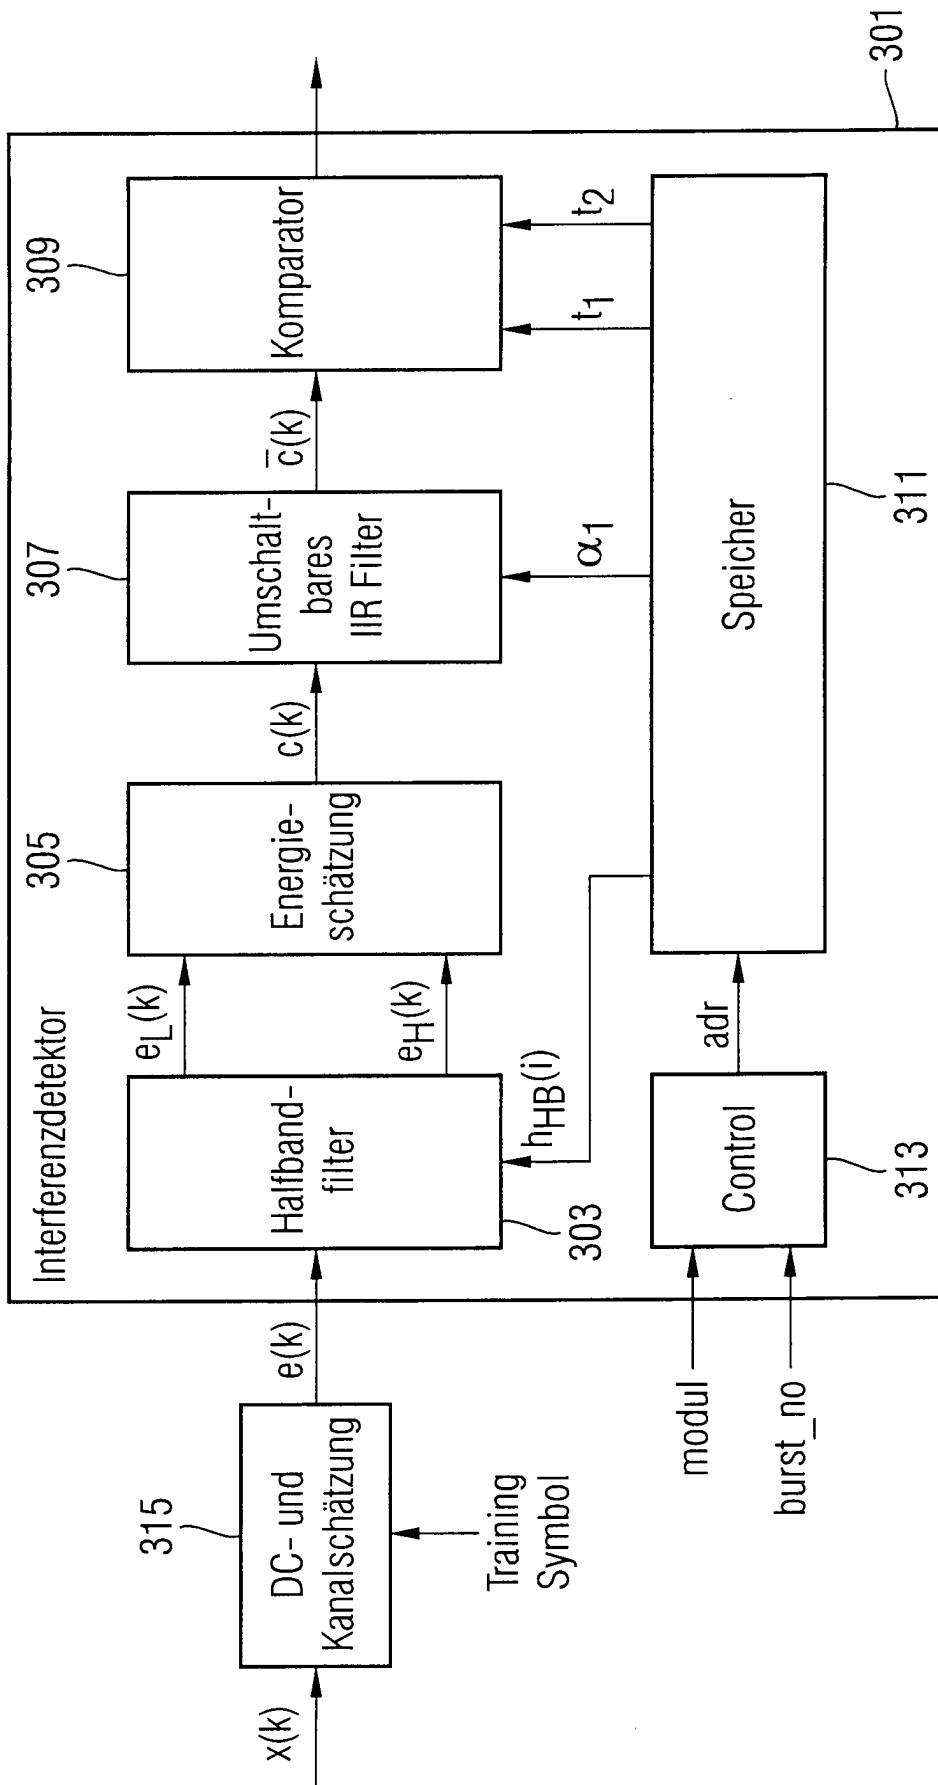 Interferenzdetektor
301
x(k)
315
DC- und
Kanalschätzung
Training
Symbol
e(k)
Halfband-
filter
303
eL(k)
eH(k)
305
Energie-
schätzung
c(k)
307
Umschalt-
bares
IIR Filter
c̄(k)
309
Komparator
hHB(i)
α1
t1
t2
modul
burst_no
Control
313
adr
Speicher
311